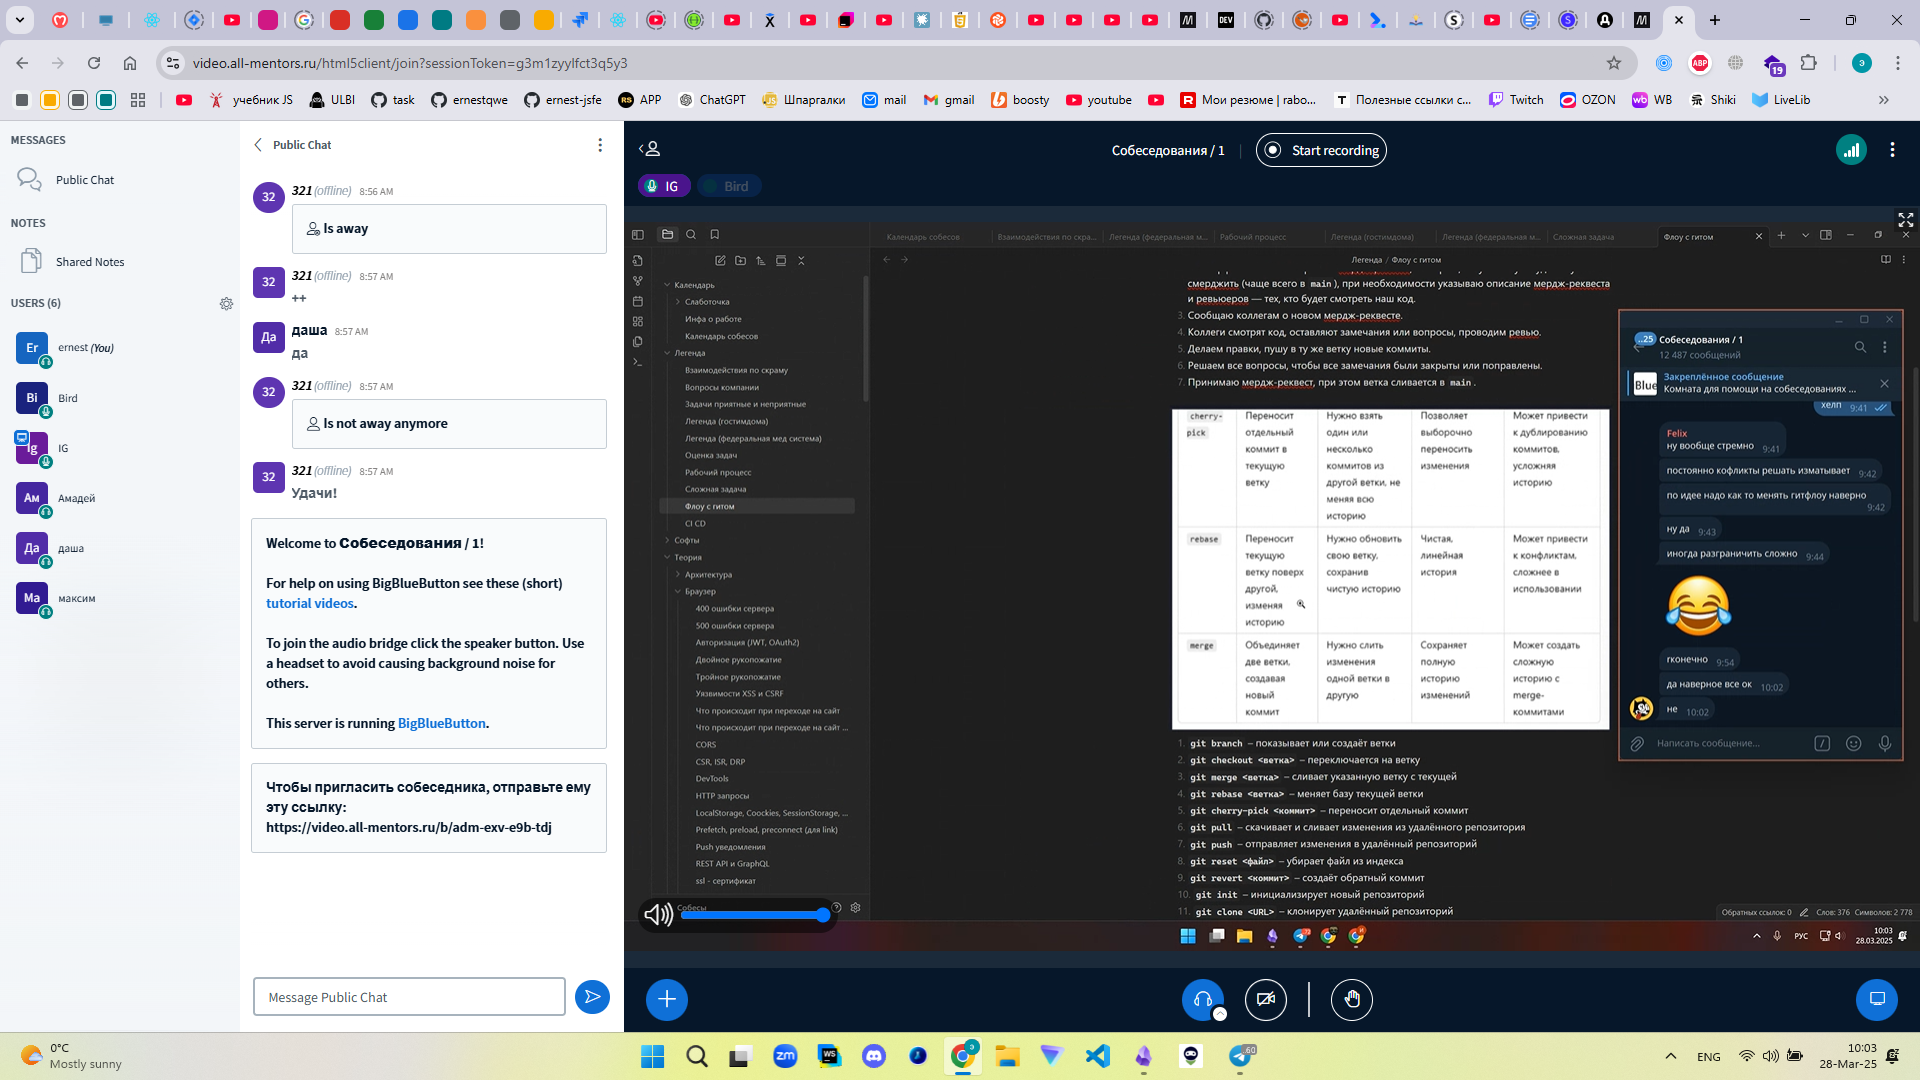 video.all-mentors.ru/html5client/join?sessionToken=g3m1zyylfct3q5y3
учебник JS
ULBI
task
ernestqwe
ernest-jsfe
APP
ChatGPT
Шпаргалки
mail
gmail
boosty
youtube
Мои резюме | rabo...
Полезные ссылки с...
Twitch
OZON
WB
Shiki
LiveLib
MESSAGES
Public Chat
NOTES
Shared Notes
USERS (6)
Er ernest (You)
Bi Bird
Ig IG
Ам Амадей
Да даша
Ма максим
Public Chat
32 321 (offline) 8:56 AM
Is away
32 321 (offline) 8:57 AM
++
Да даша 8:57 AM
да
32 321 (offline) 8:57 AM
Is not away anymore
32 321 (offline) 8:57 AM
Удачи!
Welcome to Собеседования / 1!
For help on using BigBlueButton see these (short)
tutorial videos.
To join the audio bridge click the speaker button. Use
a headset to avoid causing background noise for
others.
This server is running BigBlueButton.
Чтобы пригласить собеседника, отправьте ему
эту ссылку:
https://video.all-mentors.ru/b/adm-exv-e9b-tdj
Message Public Chat
Собеседования / 1
Start recording
IG
Bird
Календарь собесов
Взаимодействия по скра...
Легенда (федеральная м...
Рабочий процесс
Легенда (гостимдома)
Легенда (федеральная м...
Сложная задача
Флоу с гитом
Легенда / Флоу с гитом
Календарь
Слаботочка
Инфа о работе
Календарь собесов
Легенда
Взаимодействия по скраму
Вопросы компании
Задачи приятные и неприятные
Легенда (гостимдома)
Легенда (федеральная мед система)
Оценка задач
Рабочий процесс
Сложная задача
Флоу с гитом
CI CD
Софты
Теория
Архитектура
Браузер
400 ошибки сервера
500 ошибки сервера
Авторизация (JWT, OAuth2)
Двойное рукопожатие
Тройное рукопожатие
Уязвимости XSS и CSRF
Что происходит при переходе на сайт
Что происходит при переходе на сайт ...
CORS
CSR, ISR, DRP
DevTools
HTTP запросы
LocalStorage, Coockies, SessionStorage, ...
Prefetch, preload, preconnect (для link)
Push уведомления
REST API и GraphQL
ssl - сертификат
Собесы
смерджить (чаще всего в main), при необходимости указываю описание мердж-реквеста
и ревьюеров — тех, кто будет смотреть наш код.
3. Сообщаю коллегам о новом мердж-реквесте.
4. Коллеги смотрят код, оставляют замечания или вопросы, проводим ревью.
5. Делаем правки, пушу в ту же ветку новые коммиты.
6. Решаем все вопросы, чтобы все замечания были закрыты или поправлены.
7. Принимаю мердж-реквест, при этом ветка сливается в main.
cherry-pick Переносит отдельный коммит в текущую ветку Нужно взять один или несколько коммитов из другой ветки, не меняя всю историю Позволяет выборочно переносить изменения Может привести к дублированию коммитов, усложняя историю
rebase Переносит текущую ветку поверх другой, изменяя историю Нужно обновить свою ветку, сохранив чистую историю Чистая, линейная история Может привести к конфликтам, сложнее в использовании
merge Объединяет две ветки, создавая новый коммит Нужно слить изменения одной ветки в другую Сохраняет полную историю изменений Может создать сложную историю с merge-коммитами
1. git branch – показывает или создаёт ветки
2. git checkout <ветка> – переключается на ветку
3. git merge <ветка> – сливает указанную ветку с текущей
4. git rebase <ветка> – меняет базу текущей ветки
5. git cherry-pick <коммит> – переносит отдельный коммит
6. git pull – скачивает и сливает изменения из удалённого репозитория
7. git push – отправляет изменения в удалённый репозиторий
8. git reset <файл> – убирает файл из индекса
9. git revert <коммит> – создаёт обратный коммит
10. git init – инициализирует новый репозиторий
11. git clone <URL> – клонирует удалённый репозиторий
Обратных ссылок: 0
Слов: 376 Символов: 2 778
..25 Собеседования / 1
12 487 сообщений
Blue Закреплённое сообщение
Комната для помощи на собеседованиях ...
хелп 9:41
Felix
ну вообще стремно 9:41
постоянно кофликты решать изматывает 9:42
по идее надо как то менять гитфлоу наверно
9:42
ну да 9:43
иногда разграничить сложно 9:44
гконечно 9:54
да наверное все ок 10:02
не 10:02
Написать сообщение...
РУС
10:03
28.03.2025
0°C
Mostly sunny
ENG
10:03
28-Mar-25